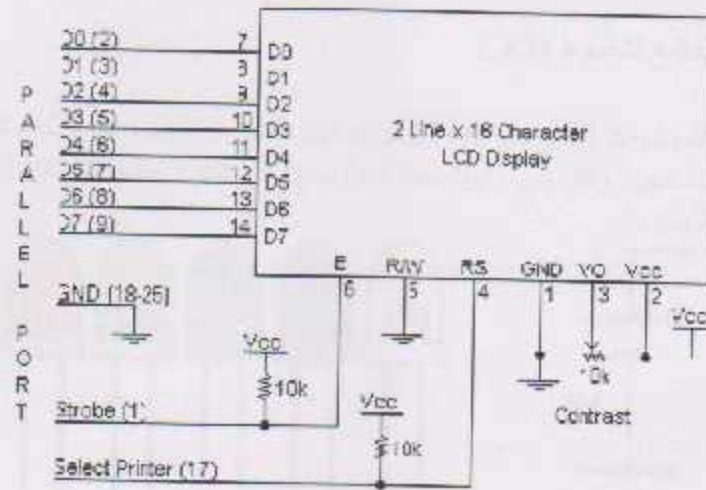 PARALLEL PORT
D0 (2) 7 D0
D1 (3) 8 D1
D2 (4) 9 D2
D3 (5) 10 D3
D4 (6) 11 D4
D5 (7) 12 D5
D6 (8) 13 D6
D7 (9) 14 D7
2 Line x 16 Character
LCD Display
E R/W RS GND VO Vcc
6 5 4 1 3 2
GND (18-25)
Vcc
10k
Vcc
10k
Vcc
10k
Contrast
Strobe (1)
Select Printer (17)